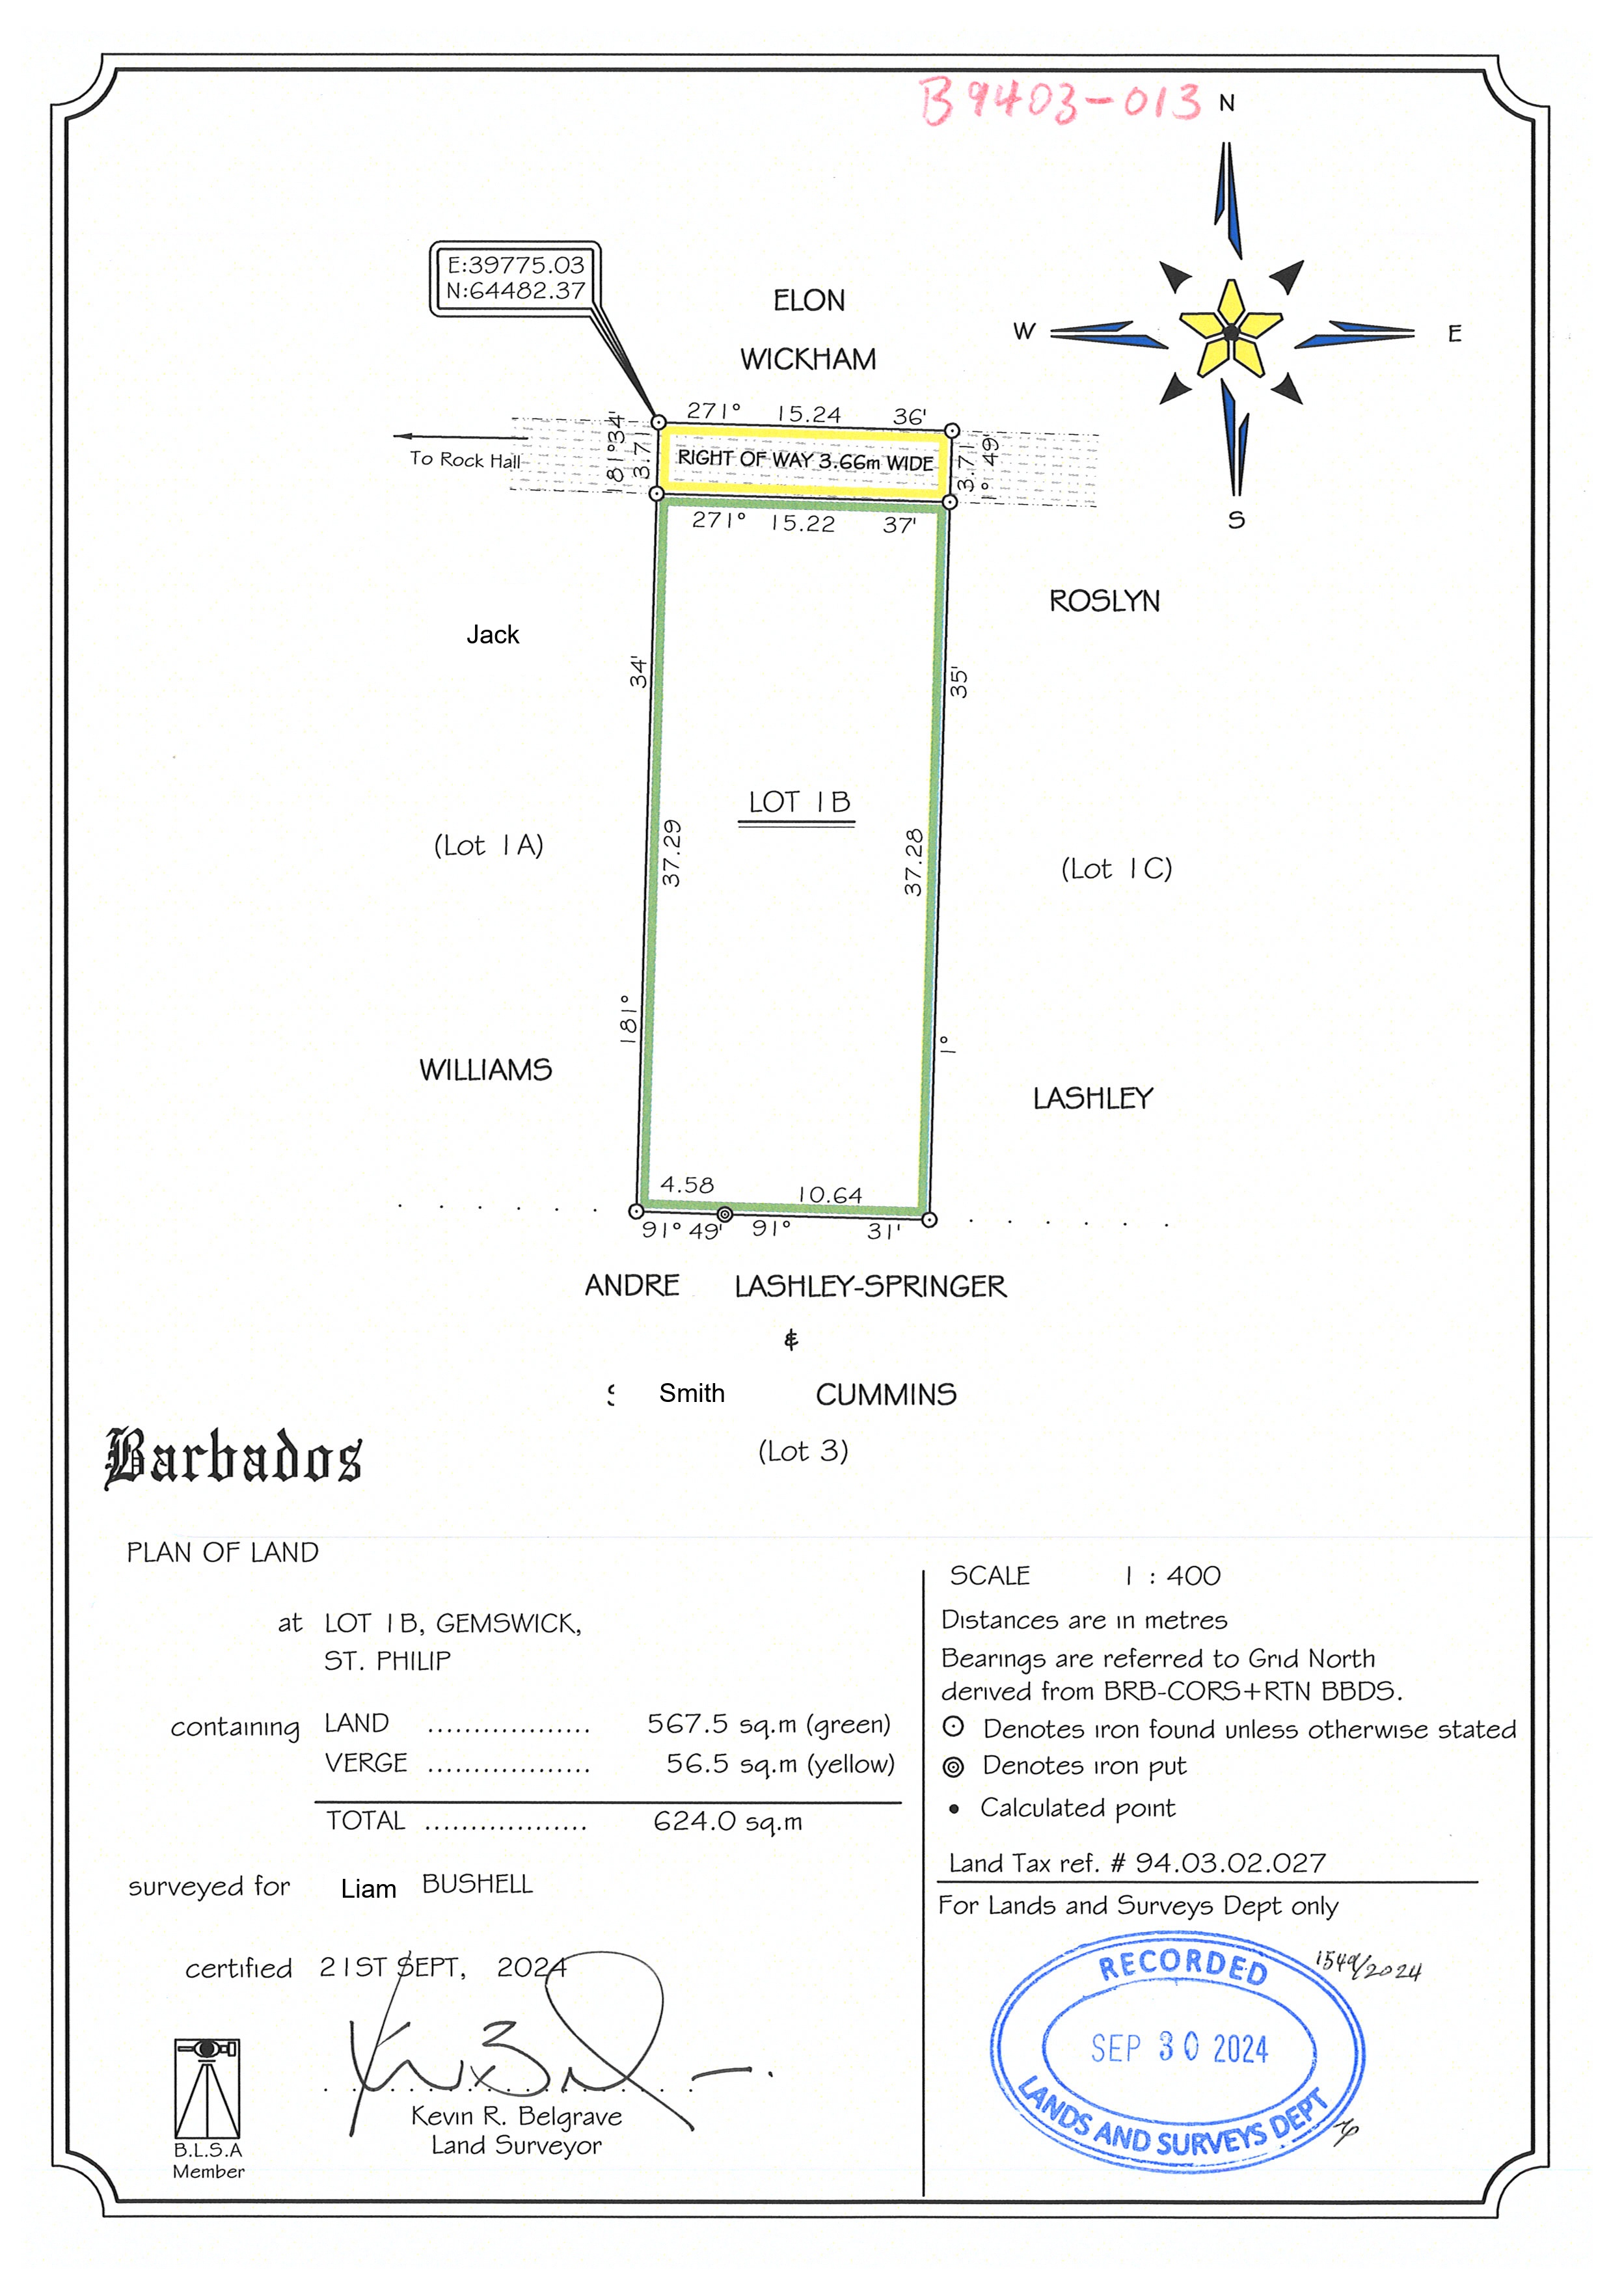 B9403-013
N
E:39775.03
N:64482.37
ELON
WICKHAM
W
E
S
271° 15.24 36'
181°34'
3.71
To Rock Hall
RIGHT OF WAY 3.66m WIDE
3.71
1° 49'
271° 15.22 37'
Jack
ROSLYN
34'
35'
LOT 1B
(Lot 1A)
37.29
37.28
(Lot 1C)
181°
1°
WILLIAMS
LASHLEY
4.58
10.64
91° 49'
91° 31'
ANDRE LASHLEY-SPRINGER
&
Smith CUMMINS
(Lot 3)
Barbados
PLAN OF LAND
at LOT 1B, GEMSWICK,
ST. PHILIP
containing LAND .................. 567.5 sq.m (green)
VERGE .................. 56.5 sq.m (yellow)
TOTAL .................. 624.0 sq.m
surveyed for Liam BUSHELL
certified 21ST SEPT, 2024
Kevin R. Belgrave
Land Surveyor
B.L.S.A
Member
SCALE 1 : 400
Distances are in metres
Bearings are referred to Grid North
derived from BRB-CORS+RTN BBDS.
Denotes iron found unless otherwise stated
Denotes iron put
Calculated point
Land Tax ref. # 94.03.02.027
For Lands and Surveys Dept only
1549/2024
RECORDED
SEP 30 2024
LANDS AND SURVEYS DEPT